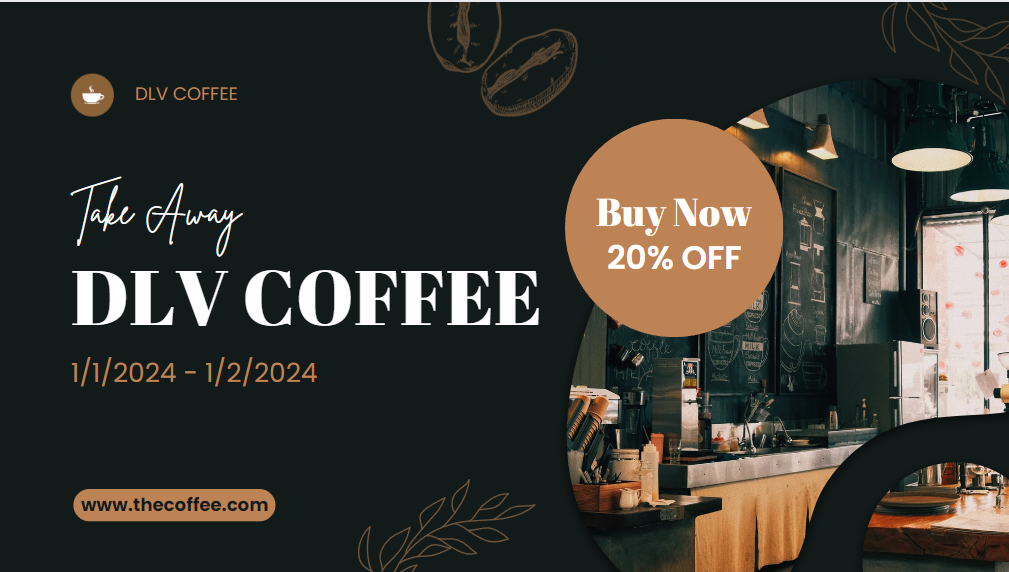 DLV COFFEE
Take Away
DLV COFFEE
1/1/2024 - 1/2/2024
www.thecoffee.com
Buy Now
20% OFF
MILK